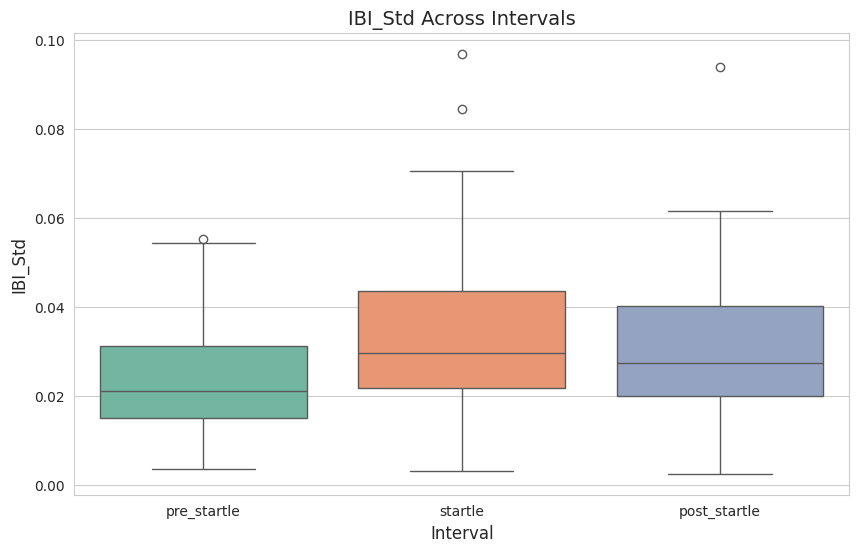 IBI_Std Across Intervals
0.10
0.08
0.06
0.04
0.02
0.00
IBI_Std
pre_startle
startle
post_startle
Interval